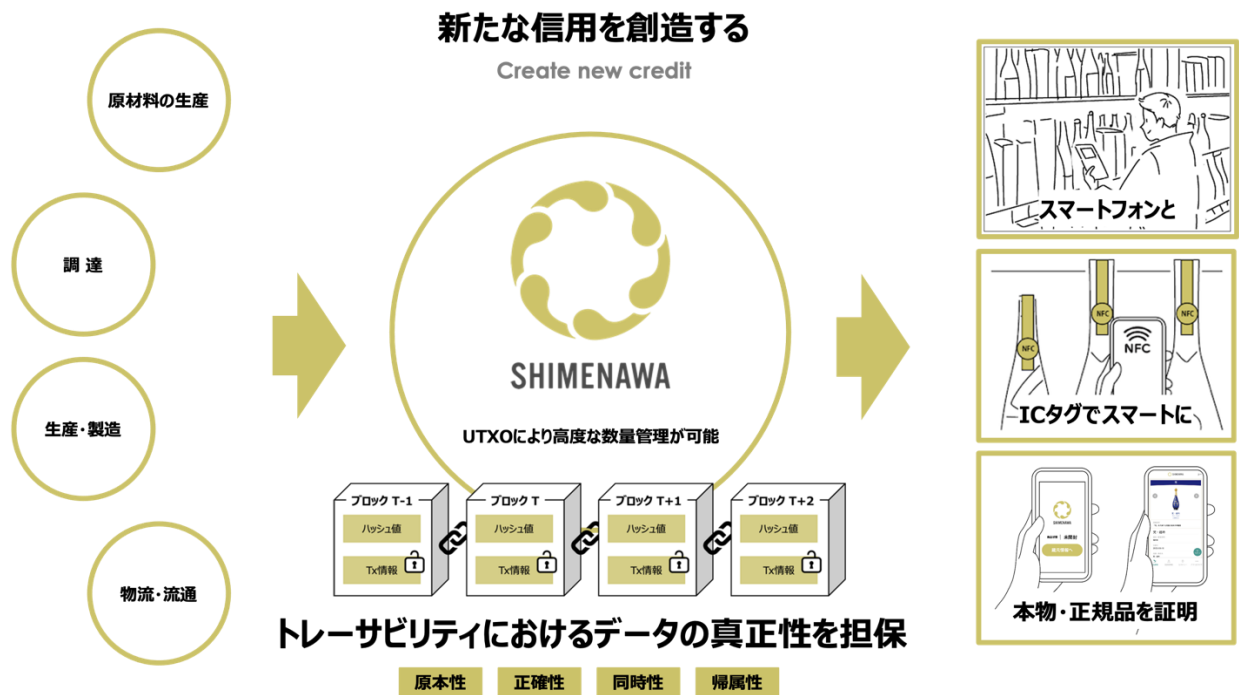 新たな信用を創造する
Create new credit
原材料の生産
調 達
生産・製造
物流・流通
SHIMENAWA
UTXOにより高度な数量管理が可能
ブロック T-1
ハッシュ値
Tx情報
ブロック T
ハッシュ値
Tx情報
ブロック T+1
ハッシュ値
Tx情報
ブロック T+2
ハッシュ値
Tx情報
トレーサビリティにおけるデータの真正性を担保
原本性
正確性
同時性
帰属性
スマートフォンと
NFC
NFC
NFC
NFC
ICタグでスマートに
SHIMENAWA
本物・正規品を証明